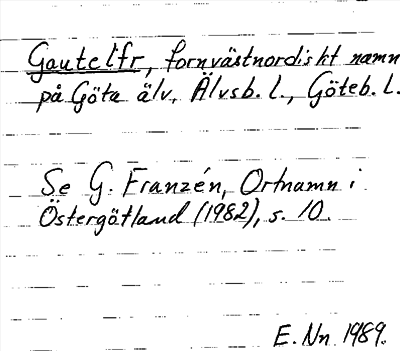 Gautelfr, fornvästnordiskt namn
på Göta älv, Älvsb. l., Göteb. l.
Se G. Franzén, Ortnamn i
Östergötland (1982), s. 10.
E. Nn 1989.